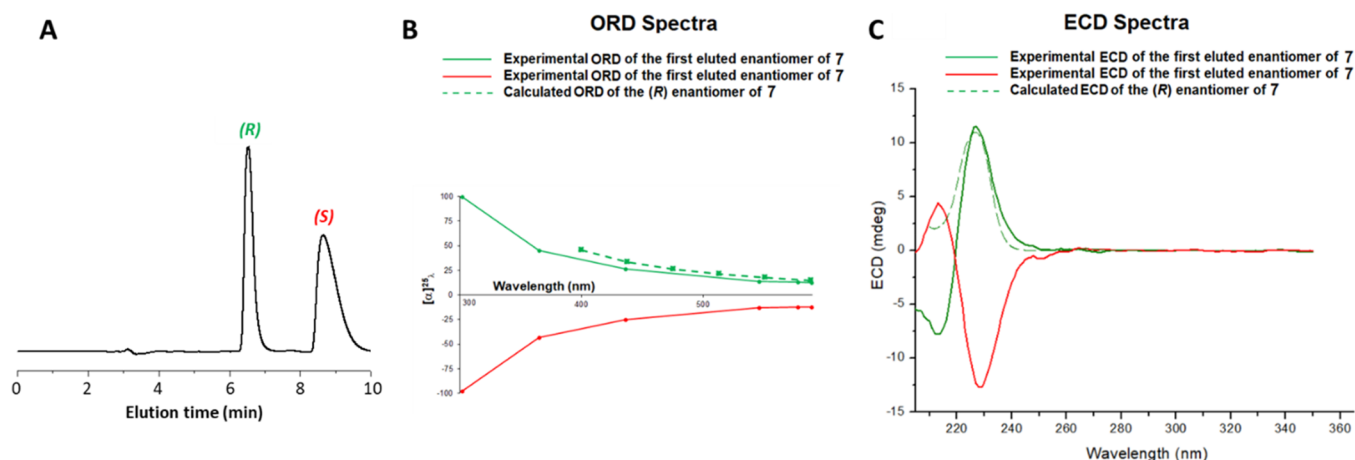 A
(R)
(S)
0 2 4 6 8 10
Elution time (min)
B
ORD Spectra
Experimental ORD of the first eluted enantiomer of 7
Experimental ORD of the first eluted enantiomer of 7
Calculated ORD of the (R) enantiomer of 7
100
75
50
25
0
-25
-50
-75
-100
[α]²⁵λ
Wavelength (nm)
300 400 500
C
ECD Spectra
Experimental ECD of the first eluted enantiomer of 7
Experimental ECD of the first eluted enantiomer of 7
Calculated ECD of the (R) enantiomer of 7
15
10
5
0
-5
-10
-15
ECD (mdeg)
220 240 260 280 300 320 340 360
Wavelength (nm)